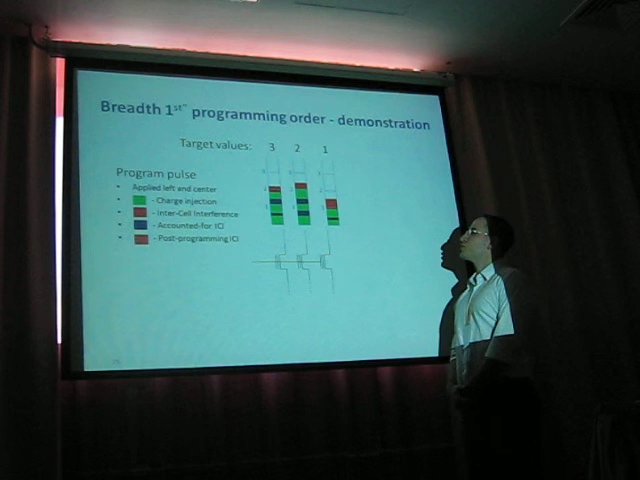 Breadth 1st" programming order - demonstration
Target values: 3 2 1
Program pulse
• Applied left and center
• - Charge injection
• - Inter-Cell Interference
• - Accounted-for ICI
• - Post-programming ICI